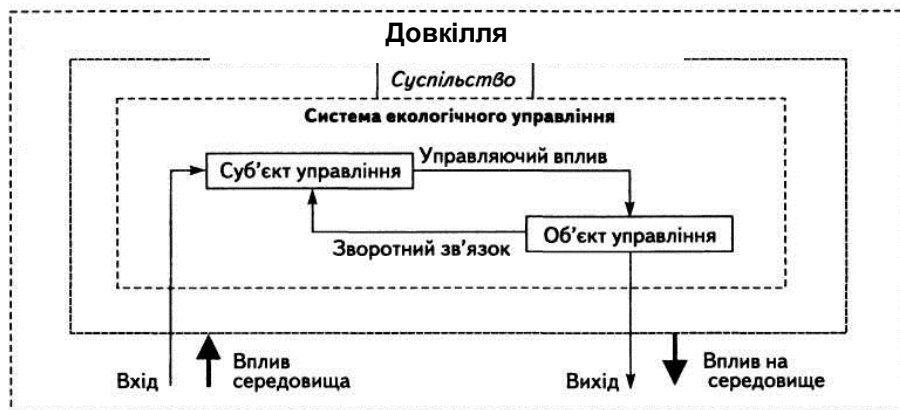 Довкілля
Суспільство
Система екологічного управління
Суб'єкт управління
Управляючий вплив
Зворотний зв'язок
Об'єкт управління
Вхід
Вплив
середовища
Вихід
Вплив на
середовище